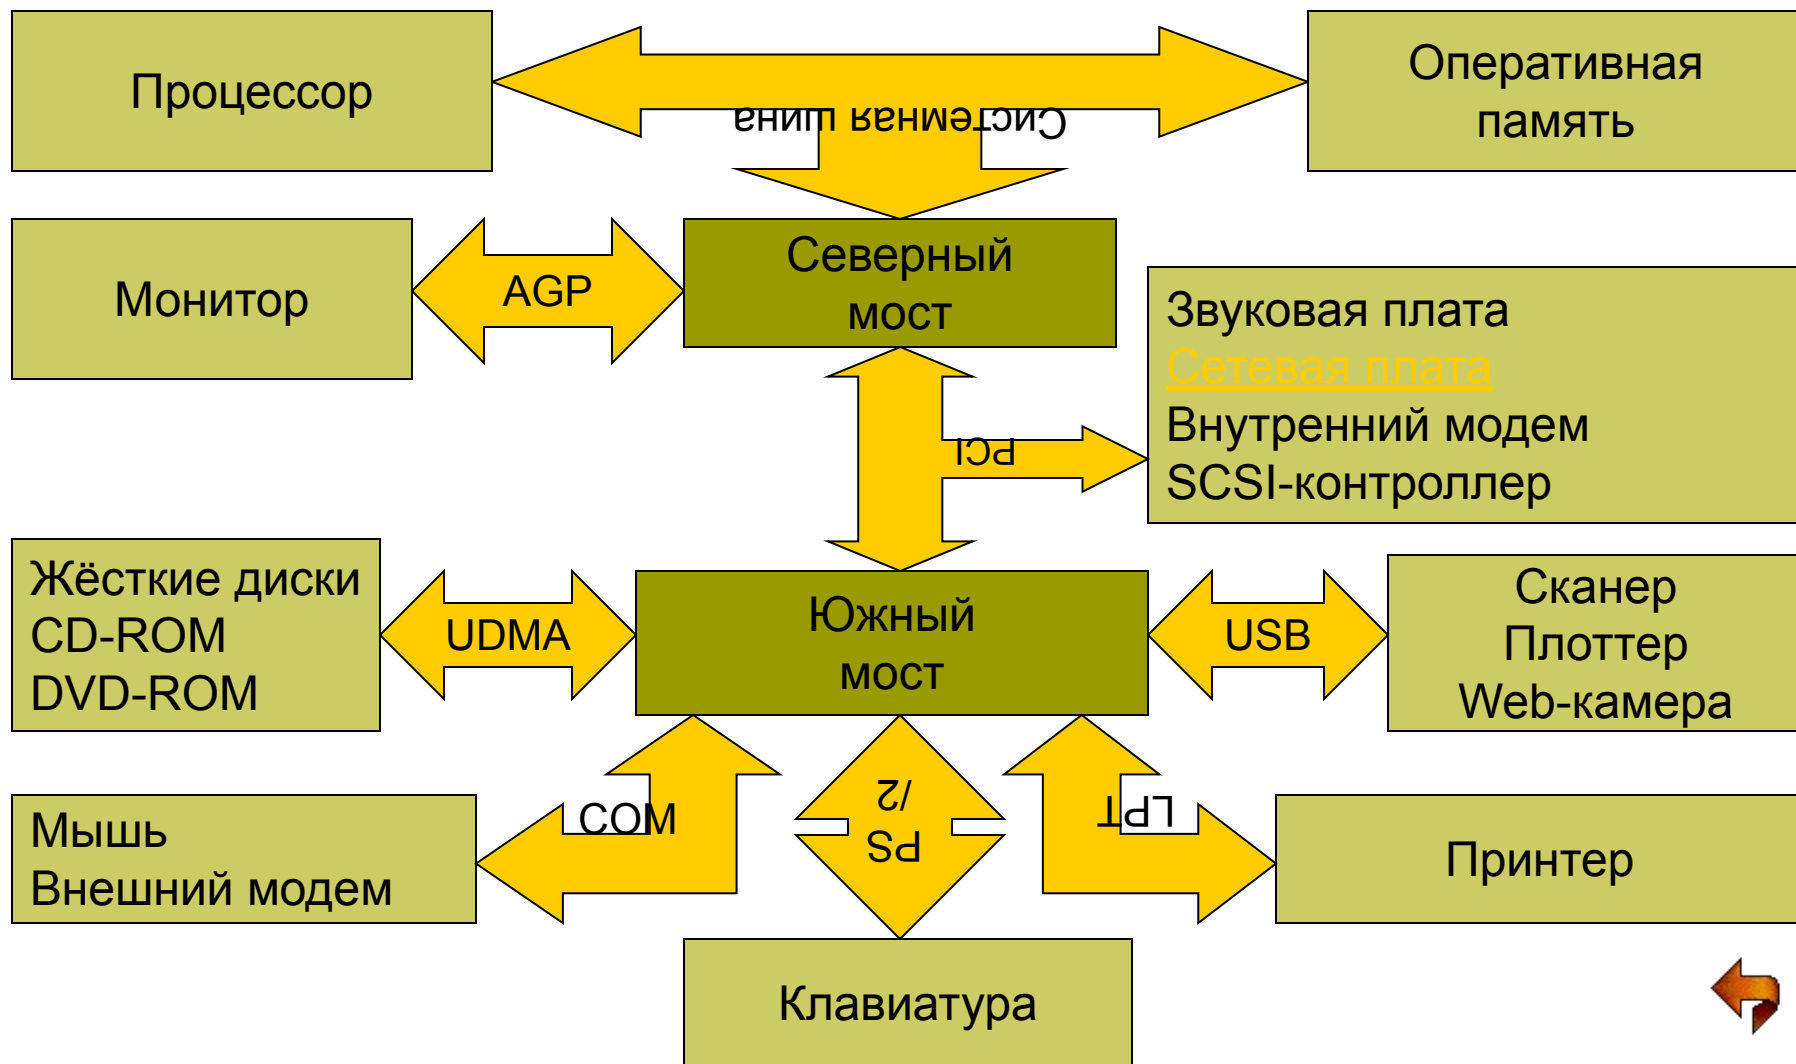 Процессор
Системная шина
Оперативная
память
Монитор
AGP
Северный
мост
Звуковая плата
Сетевая плата
Внутренний модем
SCSI-контроллер
PCI
Жёсткие диски
CD-ROM
DVD-ROM
UDMA
Южный
мост
USB
Сканер
Плоттер
Web-камера
Мышь
Внешний модем
COM
PS
/2
LPT
Принтер
Клавиатура